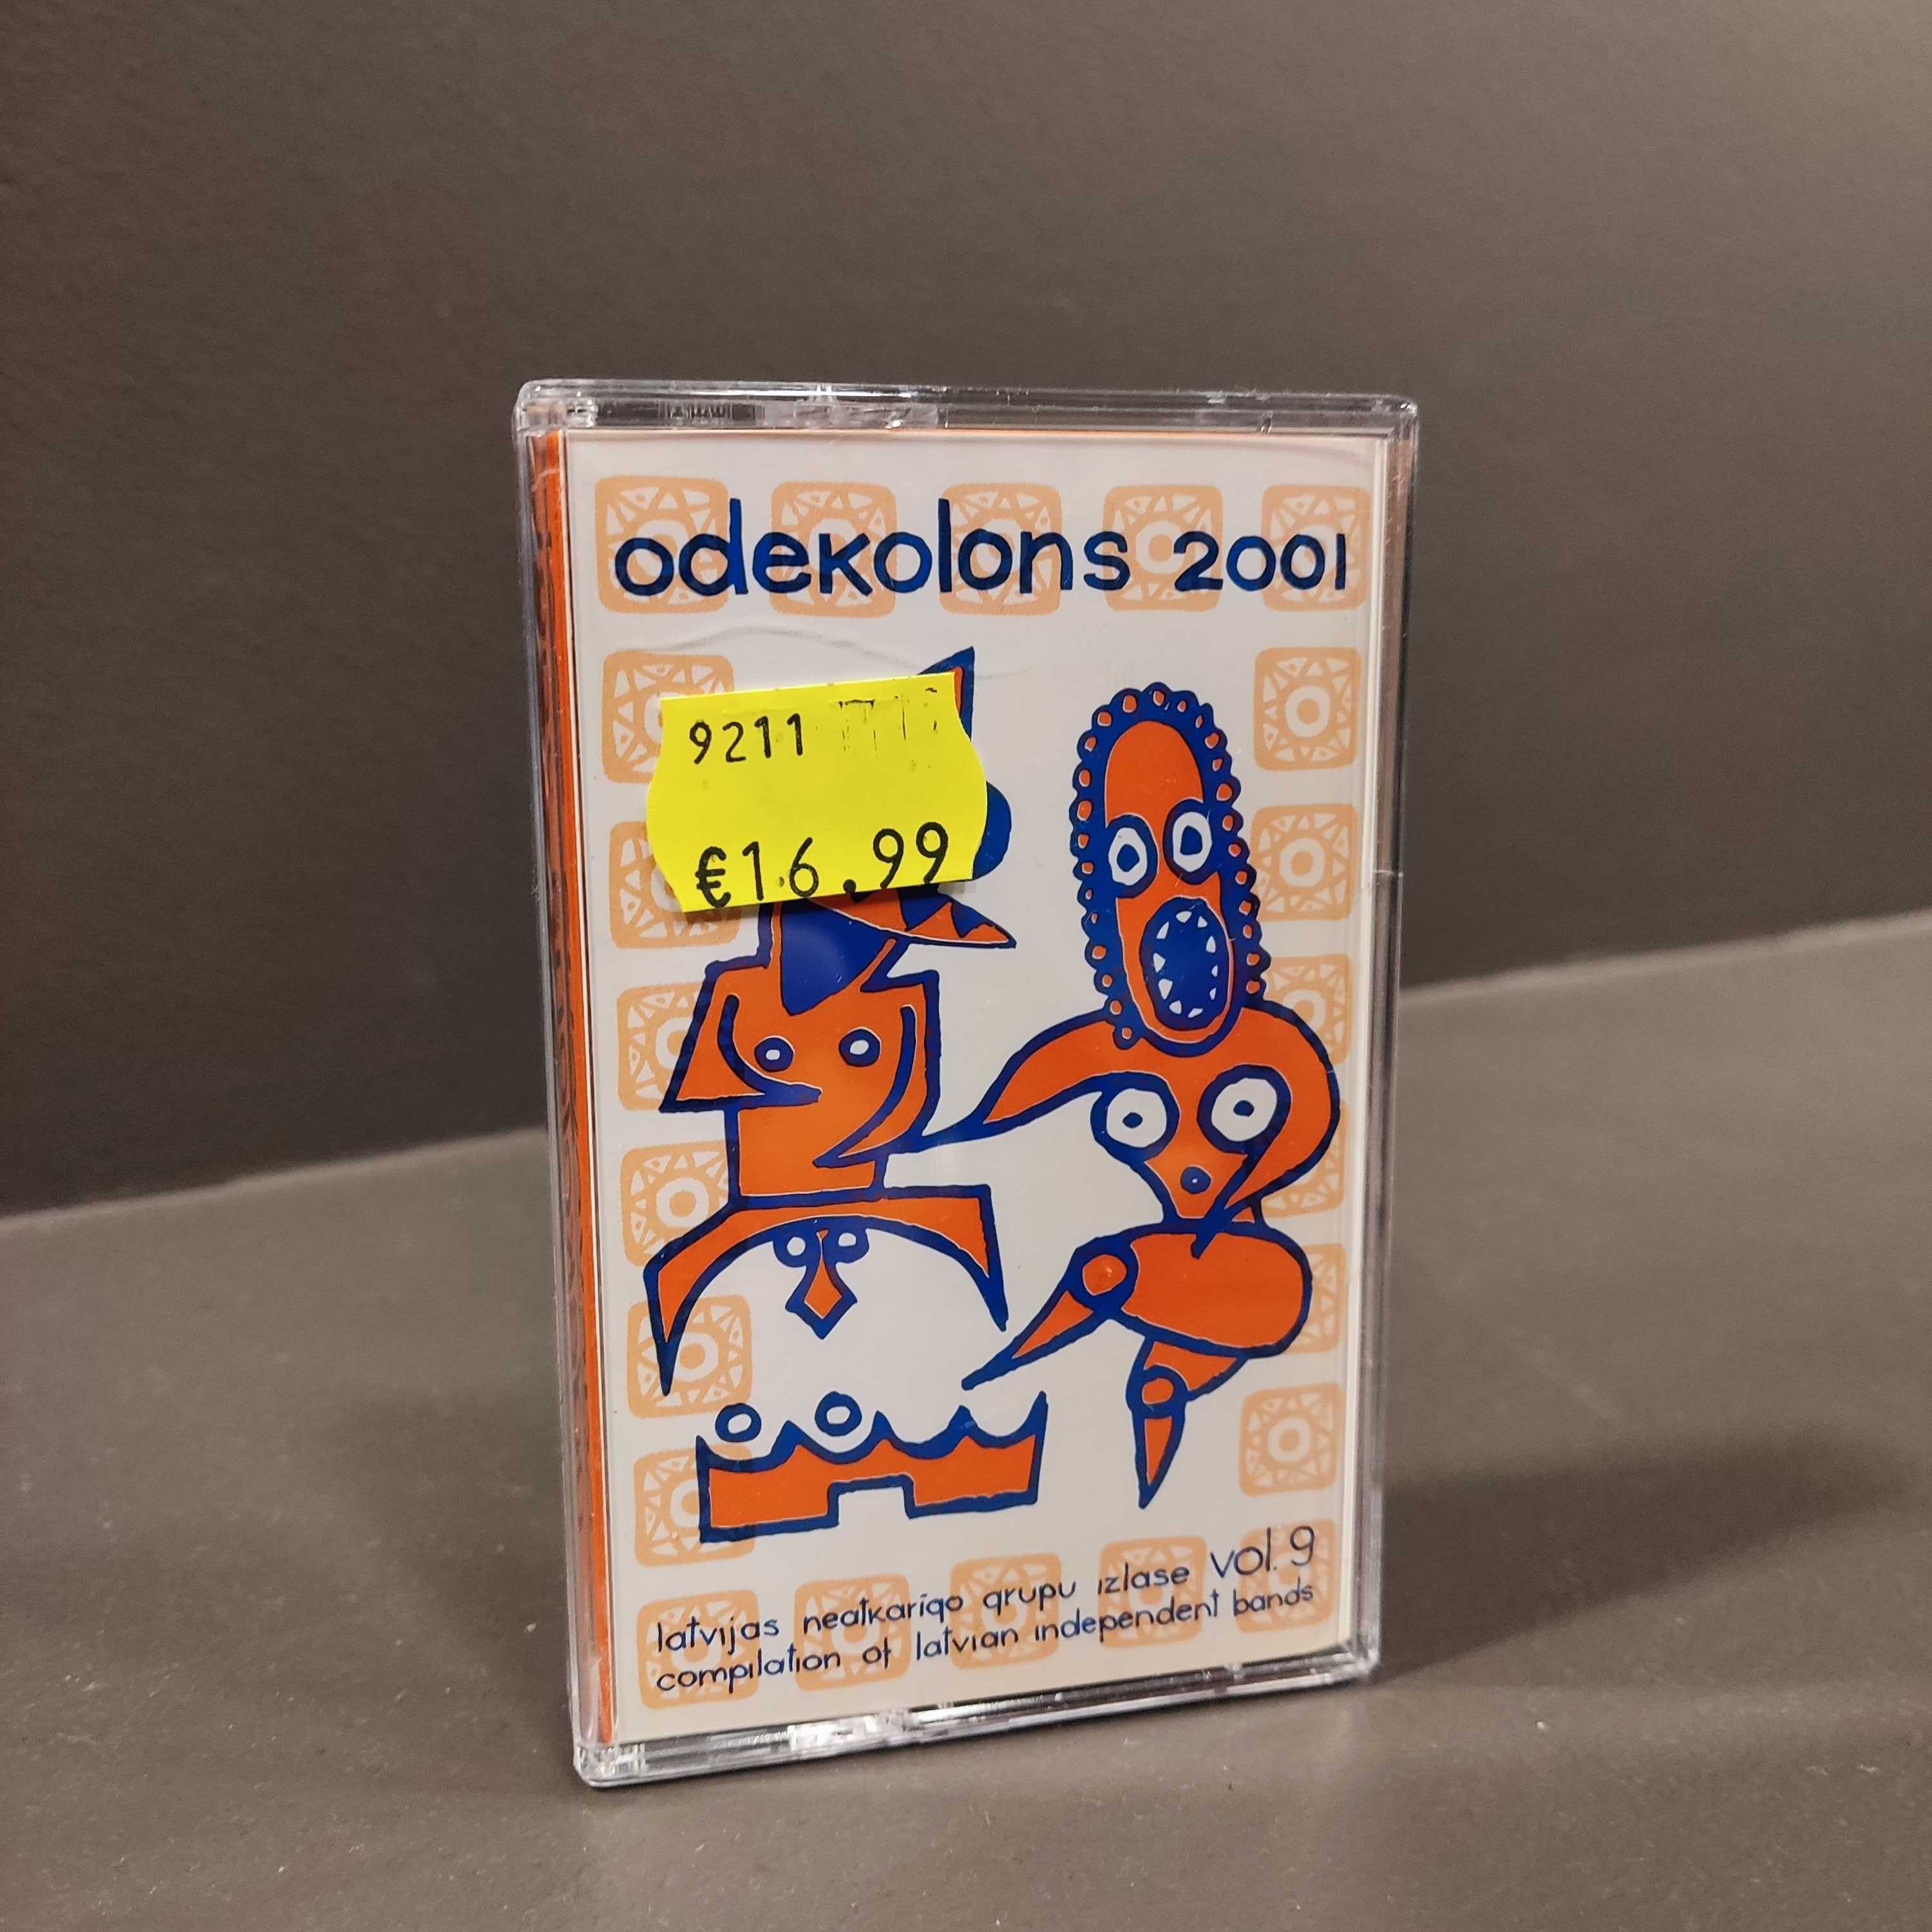 odekolons 2001
9211
€16.99
latvijas neatkarīgo grupu izlase vol. 9
compilation of latvian independent bands